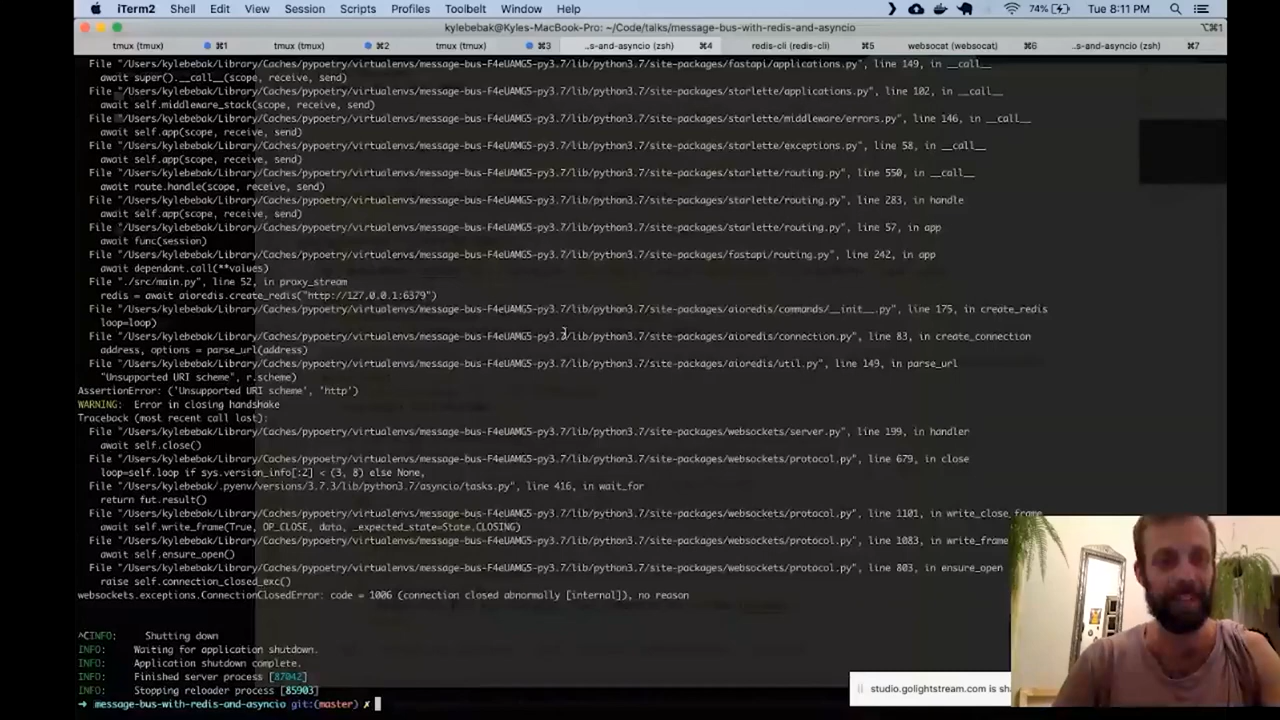 iTerm2 Shell Edit View Session Scripts Profiles Toolbelt Window Help 74% Tue 8:11 PM
kylebebak@Kyles-MacBook-Pro: ~/Code/talks/message-bus-with-redis-and-asyncio ⌥⌘1
tmux (tmux) ⌘1 tmux (tmux) ⌘2 tmux (tmux) ⌘3 ..s-and-asyncio (zsh) ⌘4 redis-cli (redis-cli) ⌘5 websocat (websocat) ⌘6 ..s-and-asyncio (zsh) ⌘7
File "/Users/kylebebak/Library/Caches/pypoetry/virtualenvs/message-bus-F4eUAMG5-py3.7/lib/python3.7/site-packages/fastapi/applications.py", line 149, in __call__
await super().__call__(scope, receive, send)
File "/Users/kylebebak/Library/Caches/pypoetry/virtualenvs/message-bus-F4eUAMG5-py3.7/lib/python3.7/site-packages/starlette/applications.py", line 102, in __call__
await self.middleware_stack(scope, receive, send)
File "/Users/kylebebak/Library/Caches/pypoetry/virtualenvs/message-bus-F4eUAMG5-py3.7/lib/python3.7/site-packages/starlette/middleware/errors.py", line 146, in __call__
await self.app(scope, receive, send)
File "/Users/kylebebak/Library/Caches/pypoetry/virtualenvs/message-bus-F4eUAMG5-py3.7/lib/python3.7/site-packages/starlette/exceptions.py", line 58, in __call__
await self.app(scope, receive, send)
File "/Users/kylebebak/Library/Caches/pypoetry/virtualenvs/message-bus-F4eUAMG5-py3.7/lib/python3.7/site-packages/starlette/routing.py", line 550, in __call__
await route.handle(scope, receive, send)
File "/Users/kylebebak/Library/Caches/pypoetry/virtualenvs/message-bus-F4eUAMG5-py3.7/lib/python3.7/site-packages/starlette/routing.py", line 283, in handle
await self.app(scope, receive, send)
File "/Users/kylebebak/Library/Caches/pypoetry/virtualenvs/message-bus-F4eUAMG5-py3.7/lib/python3.7/site-packages/starlette/routing.py", line 57, in app
await func(session)
File "/Users/kylebebak/Library/Caches/pypoetry/virtualenvs/message-bus-F4eUAMG5-py3.7/lib/python3.7/site-packages/fastapi/routing.py", line 242, in app
await dependant.call(**values)
File "./src/main.py", line 52, in proxy_stream
redis = await aioredis.create_redis("http://127.0.0.1:6379")
File "/Users/kylebebak/Library/Caches/pypoetry/virtualenvs/message-bus-F4eUAMG5-py3.7/lib/python3.7/site-packages/aioredis/commands/__init__.py", line 175, in create_redis
loop=loop)
File "/Users/kylebebak/Library/Caches/pypoetry/virtualenvs/message-bus-F4eUAMG5-py3.7/lib/python3.7/site-packages/aioredis/connection.py", line 83, in create_connection
address, options = parse_url(address)
File "/Users/kylebebak/Library/Caches/pypoetry/virtualenvs/message-bus-F4eUAMG5-py3.7/lib/python3.7/site-packages/aioredis/util.py", line 149, in parse_url
"Unsupported URI scheme", r.scheme)
AssertionError: ('Unsupported URI scheme', 'http')
WARNING: Error in closing handshake
Traceback (most recent call last):
File "/Users/kylebebak/Library/Caches/pypoetry/virtualenvs/message-bus-F4eUAMG5-py3.7/lib/python3.7/site-packages/websockets/server.py", line 199, in handler
await self.close()
File "/Users/kylebebak/Library/Caches/pypoetry/virtualenvs/message-bus-F4eUAMG5-py3.7/lib/python3.7/site-packages/websockets/protocol.py", line 679, in close
loop=self.loop if sys.version_info[:2] < (3, 8) else None,
File "/Users/kylebebak/.pyenv/versions/3.7.3/lib/python3.7/asyncio/tasks.py", line 416, in wait_for
return fut.result()
File "/Users/kylebebak/Library/Caches/pypoetry/virtualenvs/message-bus-F4eUAMG5-py3.7/lib/python3.7/site-packages/websockets/protocol.py", line 1101, in write_close_frame
await self.write_frame(True, OP_CLOSE, data, _expected_state=State.CLOSING)
File "/Users/kylebebak/Library/Caches/pypoetry/virtualenvs/message-bus-F4eUAMG5-py3.7/lib/python3.7/site-packages/websockets/protocol.py", line 1083, in write_frame
await self.ensure_open()
File "/Users/kylebebak/Library/Caches/pypoetry/virtualenvs/message-bus-F4eUAMG5-py3.7/lib/python3.7/site-packages/websockets/protocol.py", line 803, in ensure_open
raise self.connection_closed_exc()
websockets.exceptions.ConnectionClosedError: code = 1006 (connection closed abnormally [internal]), no reason
^CINFO: Shutting down
INFO: Waiting for application shutdown.
INFO: Application shutdown complete.
INFO: Finished server process [87042]
INFO: Stopping reloader process [85903]
➜ message-bus-with-redis-and-asyncio git:(master) ✗
studio.golightstream.com is sh